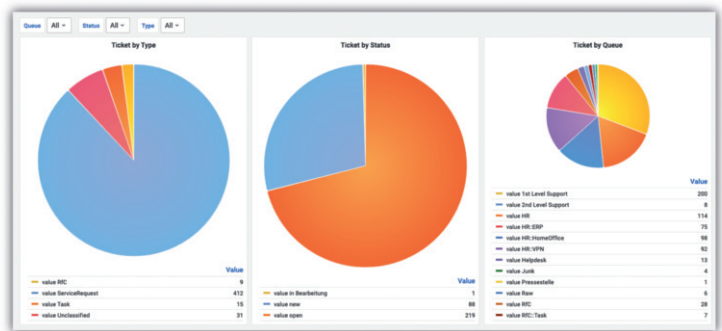 Queue All Status All Type All
Ticket by Type
Value
value RfC 9
value ServiceRequest 412
value Task 15
value Unclassified 31
Ticket by Status
Value
value in Bearbeitung 1
value new 88
value open 219
Ticket by Queue
Value
value 1st Level Support 200
value 2nd Level Support 8
value HR 114
value HR::ERP 75
value HR::HomeOffice 98
value HR::VPN 92
value Helpdesk 13
value Junk 4
value Pressestelle 1
value Raw 6
value RfC 28
value RfC::Task 7